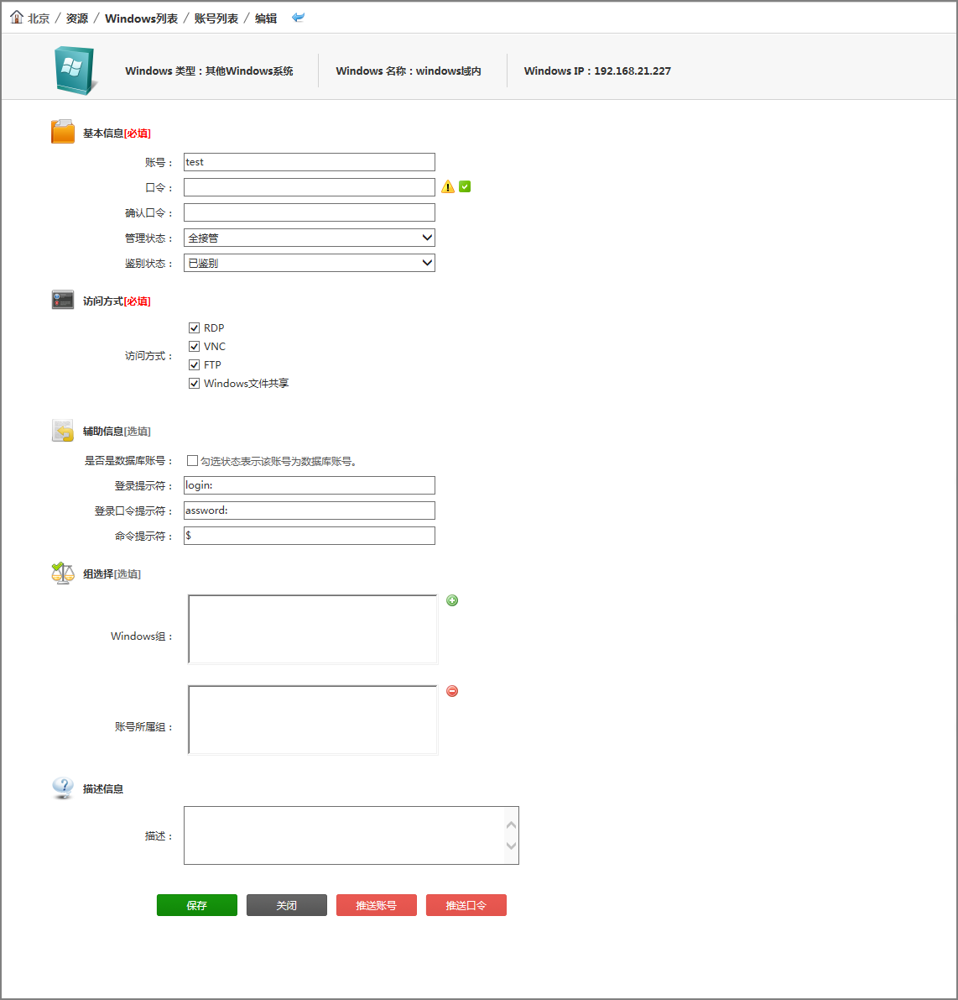 北京 / 资源 / Windows列表 / 账号列表 / 编辑
Windows 类型：其他Windows系统 Windows 名称：windows域内 Windows IP：192.168.21.227
基本信息[必填]
账号： test
口令：
确认口令：
管理状态： 全接管
鉴别状态： 已鉴别
访问方式[必填]
RDP
VNC
访问方式：
FTP
Windows文件共享
辅助信息[选填]
是否是数据库账号： 勾选状态表示该账号为数据库账号。
登录提示符： login:
登录口令提示符： assword:
命令提示符： $
组选择[选填]
Windows组：
账号所属组：
描述信息
描述：
保存 关闭 推送账号 推送口令